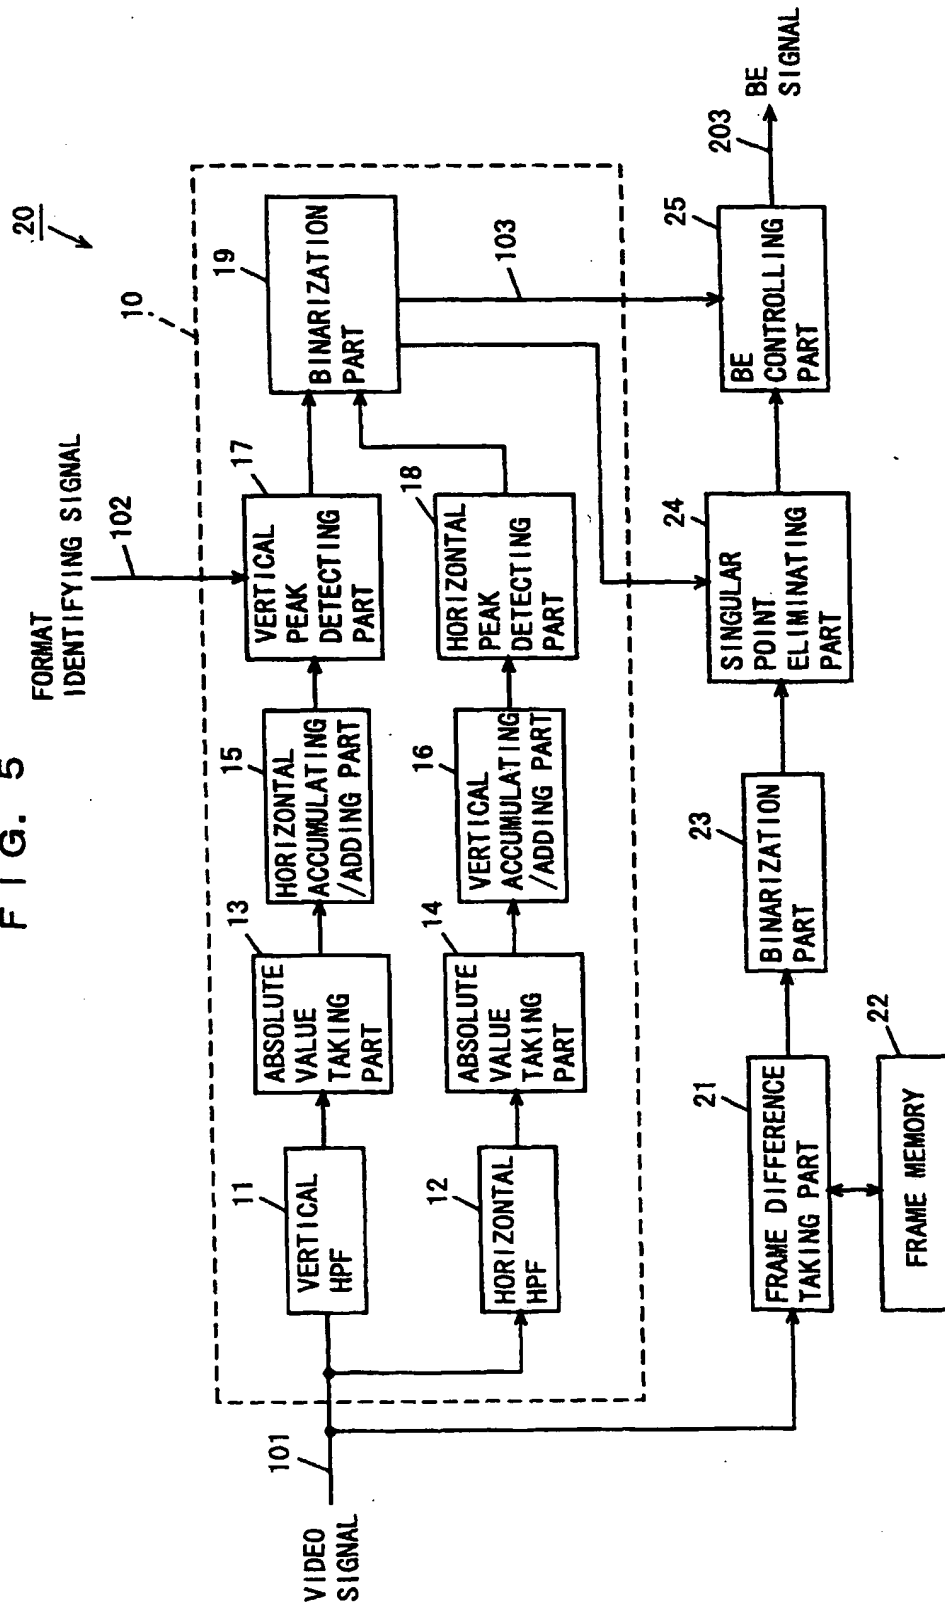 FIG. 5
20
FORMAT
IDENTIFYING SIGNAL
102
10
VIDEO
SIGNAL
101
11
VERTICAL
HPF
13
ABSOLUTE
VALUE
TAKING
PART
15
HORIZONTAL
ACCUMULATING
/ADDING PART
17
VERTICAL
PEAK
DETECTING
PART
19
BINARIZATION
PART
12
HORIZONTAL
HPF
14
ABSOLUTE
VALUE
TAKING
PART
16
VERTICAL
ACCUMULATING
/ADDING PART
18
HORIZONTAL
PEAK
DETECTING
PART
103
21
FRAME DIFFERENCE
TAKING PART
23
BINARIZATION
PART
24
SINGULAR
POINT
ELIMINATING
PART
25
BE
CONTROLLING
PART
203
BE
SIGNAL
22
FRAME MEMORY